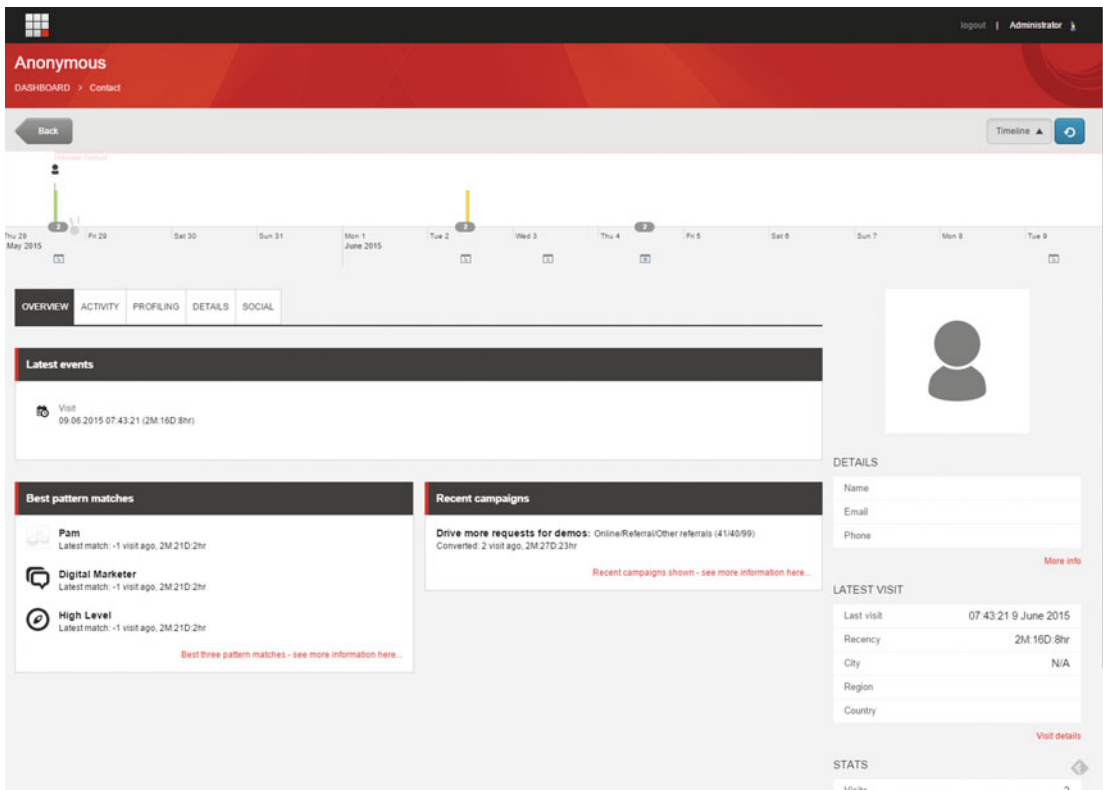 logout | Administrator
Anonymous
DASHBOARD > Contact
Back
Timeline ▲
Unknown Contact
2
2
2
Thu 28
Fri 29
Sat 30
Sun 31
Mon 1
Tue 2
Wed 3
Thu 4
Fri 5
Sat 6
Sun 7
Mon 8
Tue 9
May 2015
June 2015
OVERVIEW ACTIVITY PROFILING DETAILS SOCIAL
Latest events
Visit
09.06.2015 07:43:21 (2M:16D:8hr)
Best pattern matches
Pam
Latest match: -1 visit ago, 2M:21D:2hr
Digital Marketer
Latest match: -1 visit ago, 2M:21D:2hr
High Level
Latest match: -1 visit ago, 2M:21D:2hr
Best three pattern matches - see more information here...
Recent campaigns
Drive more requests for demos: Online/Referral/Other referrals (41/40/99)
Converted: 2 visit ago, 2M:27D:23hr
Recent campaigns shown - see more information here...
DETAILS
Name
Email
Phone
More info
LATEST VISIT
Last visit 07:43:21 9 June 2015
Recency 2M:16D:8hr
City N/A
Region
Country
Visit details
STATS
Visits